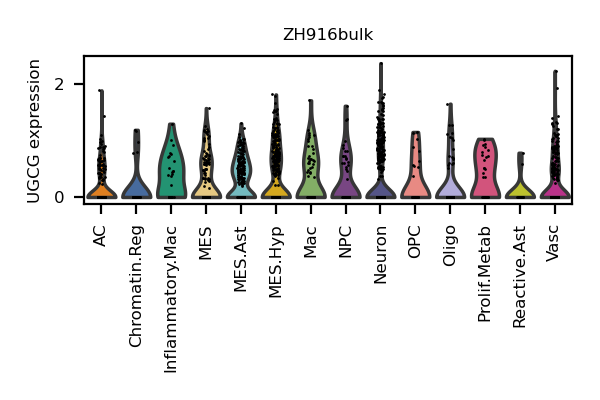 ZH916bulk
UGCG expression
2
0
AC
Chromatin.Reg
Inflammatory.Mac
MES
MES.Ast
MES.Hyp
Mac
NPC
Neuron
OPC
Oligo
Prolif.Metab
Reactive.Ast
Vasc